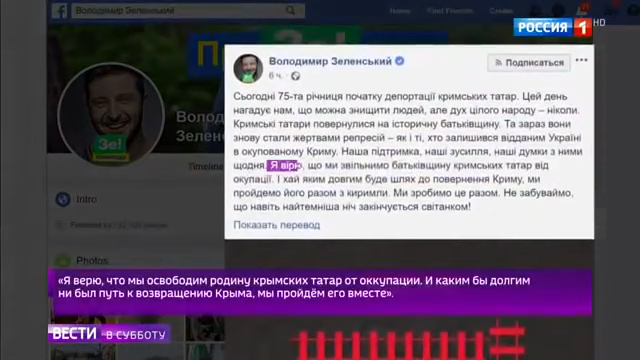 Володимир Зеленський
Find Friends
РОССИЯ 1 HD
Володимир Зеленський
6 ч.
Подписаться
Сьогодні 75-та річниця початку депортації кримських татар. Цей день
нагадує нам, що можна знищити людей, але дух цілого народу – ніколи.
Кримські татари повернулися на історичну батьківщину. Та зараз вони
знову стали жертвами репресій – як і ті, хто залишився відданим Україні
в окупованому Криму. Наша підтримка, наші зусилля, наші думки з ними
щодня. Я вірю, що ми звільнимо батьківщину кримських татар від
окупації. І хай яким довгим буде шлях до повернення Криму, ми
пройдемо його разом з киримли. Ми зробимо це разом. Не забуваймо,
що навіть найтемніша ніч закінчується світанком!
Показать перевод
Зе!
Timeline
Intro
Photos
«Я верю, что мы освободим родину крымских татар от оккупации. И каким бы долгим
ни был путь к возвращению Крыма, мы пройдём его вместе».
ВЕСТИ В СУББОТУ